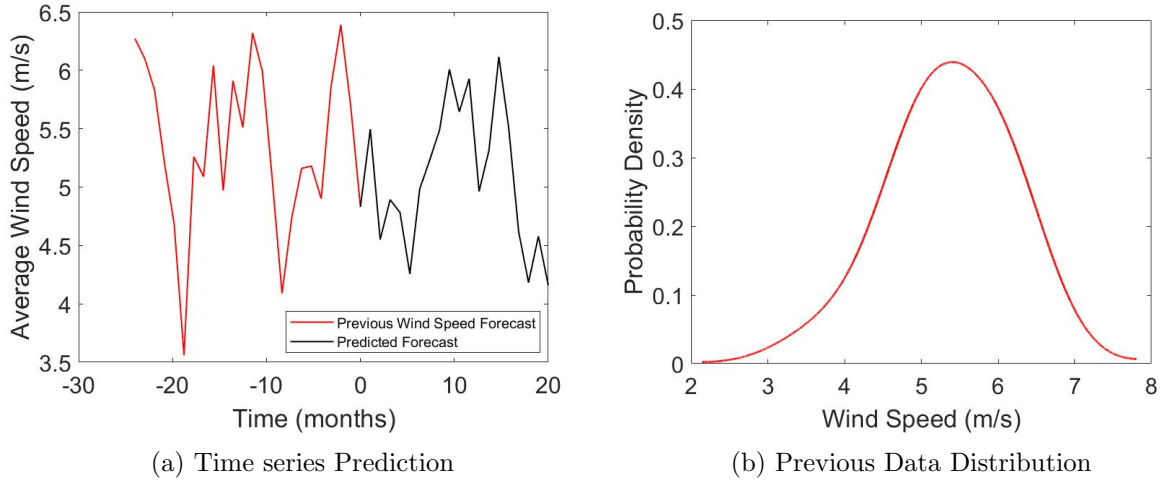 6.5
6
5.5
5
4.5
4
3.5
Average Wind Speed (m/s)
Previous Wind Speed Forecast
Predicted Forecast
-30 -20 -10 0 10 20
Time (months)
(a) Time series Prediction
0.5
0.4
0.3
0.2
0.1
0
Probability Density
2 3 4 5 6 7 8
Wind Speed (m/s)
(b) Previous Data Distribution